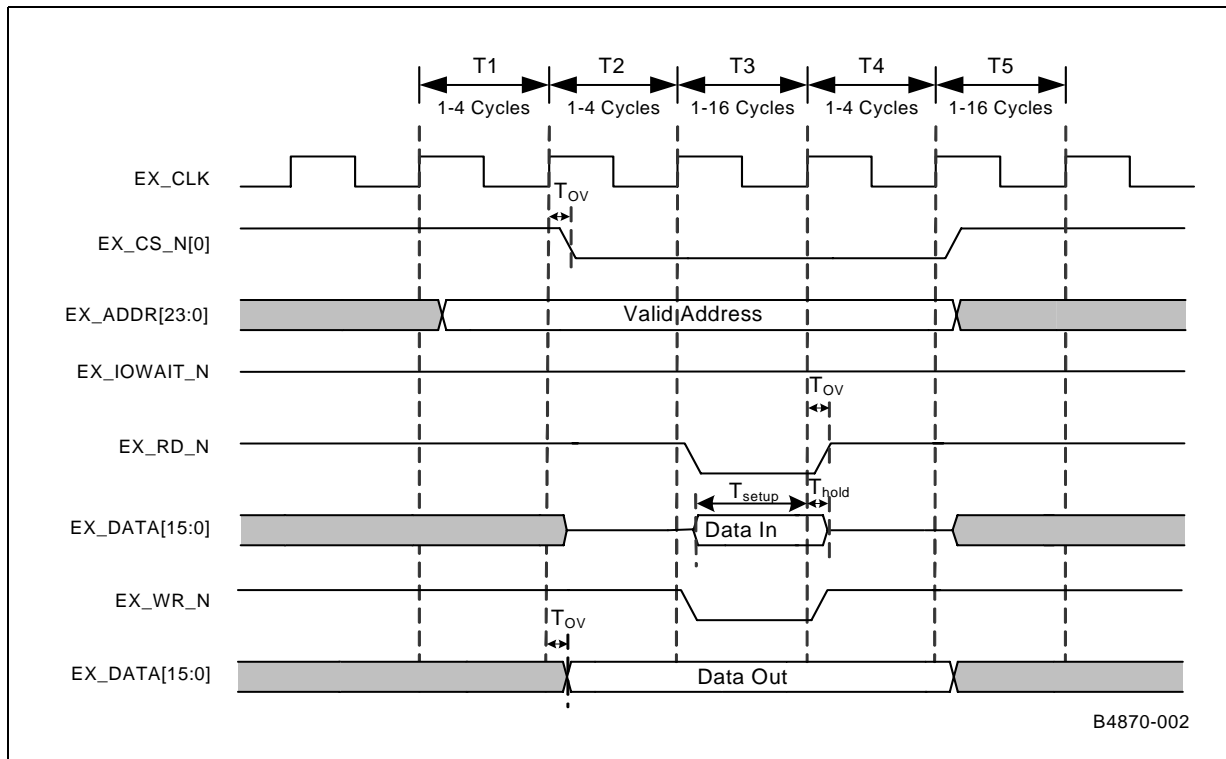 T1 T2 T3 T4 T5
1-4 Cycles 1-4 Cycles 1-16 Cycles 1-4 Cycles 1-16 Cycles
EX_CLK
TOV
EX_CS_N[0]
EX_ADDR[23:0] Valid Address
EX_IOWAIT_N
TOV
EX_RD_N
Tsetup Thold
EX_DATA[15:0] Data In
EX_WR_N
TOV
EX_DATA[15:0] Data Out
B4870-002